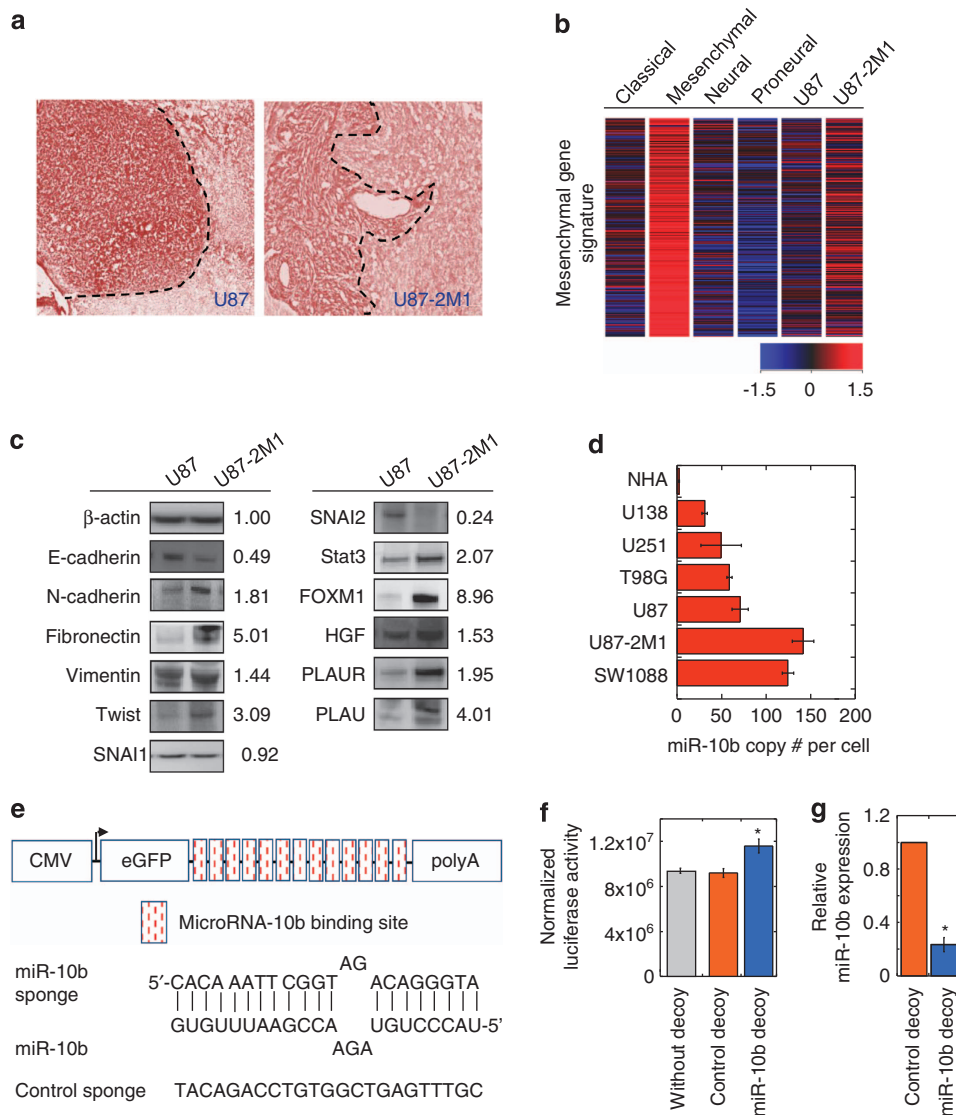 a
U87
U87-2M1
b
Classical
Mesenchymal
Neural
Proneural
U87
U87-2M1
Mesenchymal gene
signature
-1.5 0 1.5
c
U87 U87-2M1
β-actin 1.00
E-cadherin 0.49
N-cadherin 1.81
Fibronectin 5.01
Vimentin 1.44
Twist 3.09
SNAI1 0.92
U87 U87-2M1
SNAI2 0.24
Stat3 2.07
FOXM1 8.96
HGF 1.53
PLAUR 1.95
PLAU 4.01
d
NHA
U138
U251
T98G
U87
U87-2M1
SW1088
0 50 100 150 200
miR-10b copy # per cell
e
CMV eGFP polyA
MicroRNA-10b binding site
miR-10b
sponge
AG
5′-CACA AATT CGGT ACAGGGTA
GUGUUUAAGCCA UGUCCCAU-5’
miR-10b
AGA
Control sponge TACAGACCTGTGGCTGAGTTTGC
f
Normalized
luciferase activity
1.2×10⁷
8×10⁶
4×10⁶
0
*
Without decoy
Control decoy
miR-10b decoy
g
Relative
miR-10b expression
1.2
0.8
0.4
0
*
Control decoy
miR-10b decoy